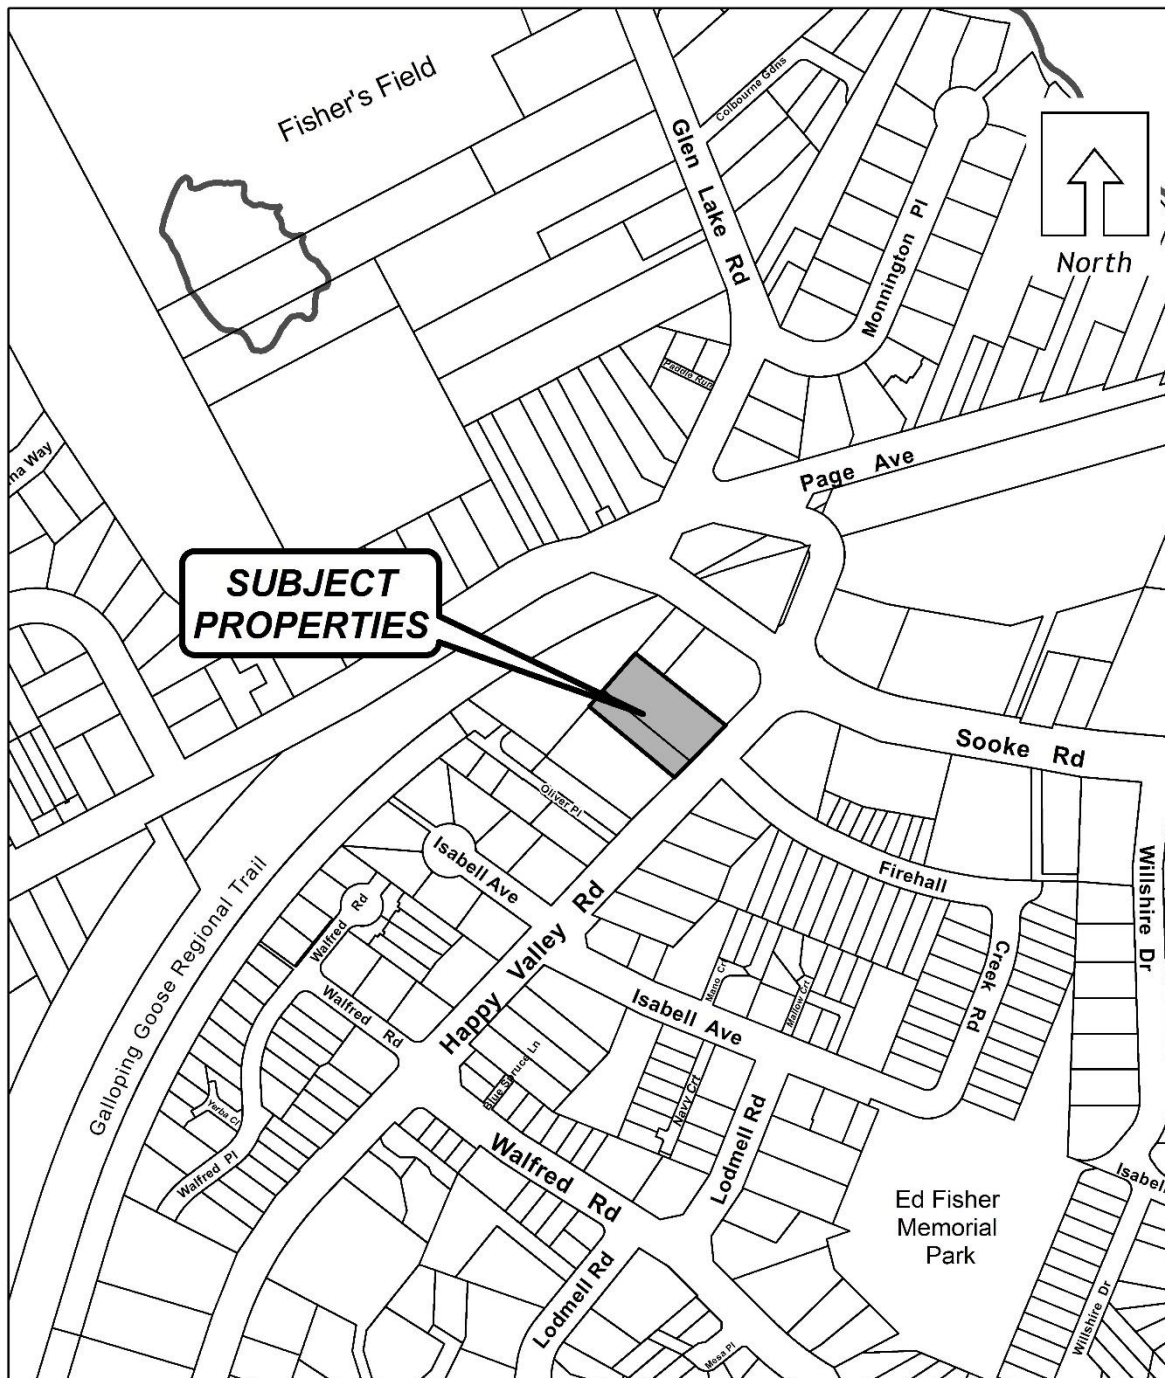 Fisher's Field
Colbourne Gdns
Glen Lake Rd
Monnington Pl
North
Paddle Run
Page Ave
na Way
SUBJECT
PROPERTIES
Sooke Rd
Oliver Pl
Isabell Ave
Firehall
Creek Rd
Willshire Dr
Walfred Rd
Happy Valley Rd
Galloping Goose Regional Trail
Walfred Rd
Isabell Ave
Mano Crt
Mallow Crt
Blue Spruce Ln
Navy Crt
Yerba Ct
Walfred Pl
Walfred Rd
Lodmell Rd
Isabell
Ed Fisher
Memorial
Park
Lodmell Rd
Mesa Pl
Willshire Dr